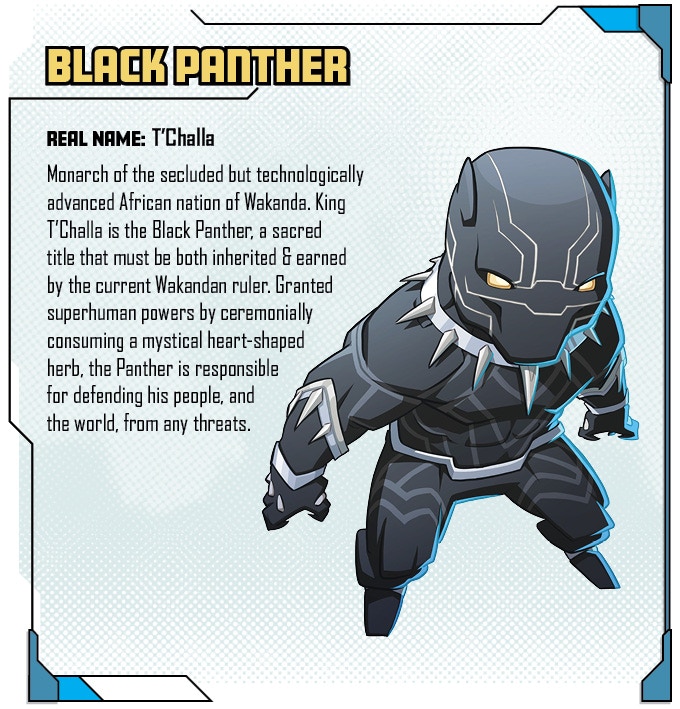 BLACK PANTHER
REAL NAME: T'Challa
Monarch of the secluded but technologically
advanced African nation of Wakanda. King
T'Challa is the Black Panther, a sacred
title that must be both inherited & earned
by the current Wakandan ruler. Granted
superhuman powers by ceremonially
consuming a mystical heart-shaped
herb, the Panther is responsible
for defending his people, and
the world, from any threats.